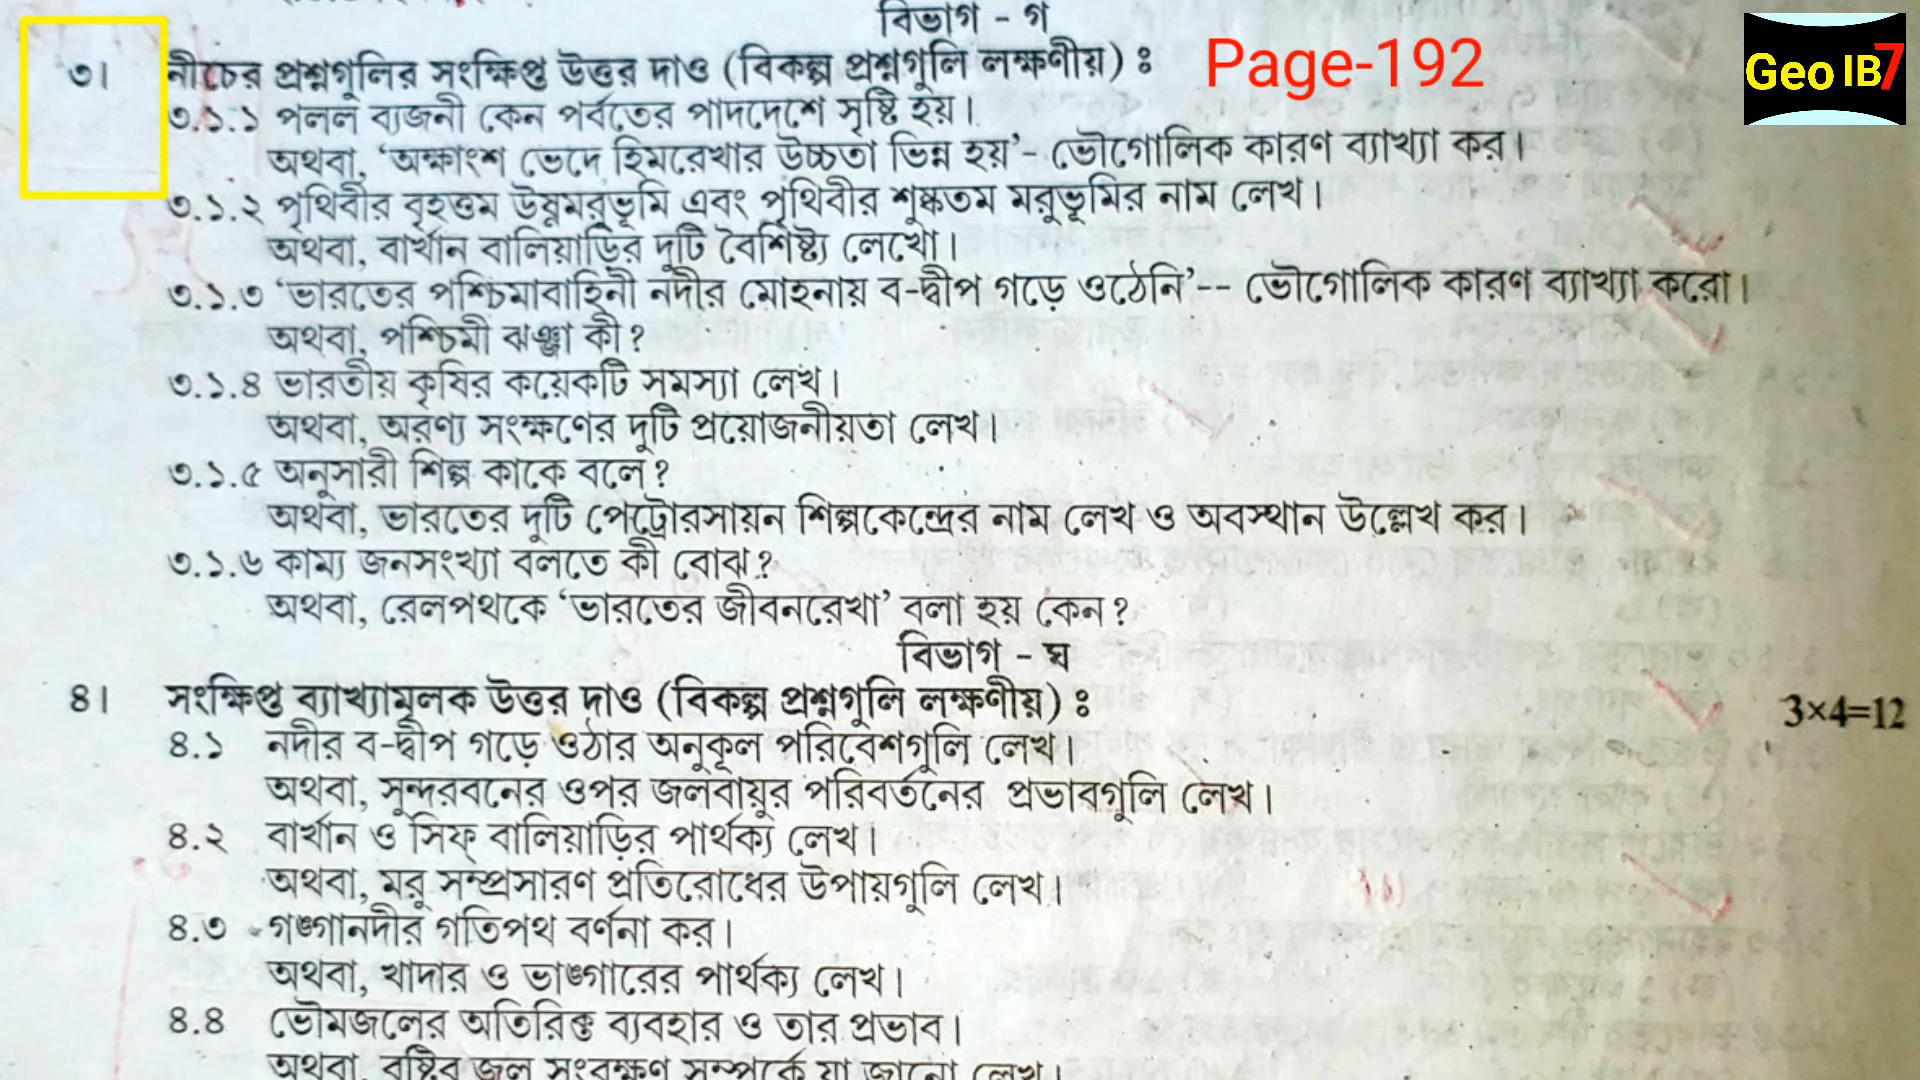 বিভাগ - গ
Page-192
Geo IB7
৩। নীচের প্রশ্নগুলির সংক্ষিপ্ত উত্তর দাও (বিকল্প প্রশ্নগুলি লক্ষণীয়) ঃ
৩.১.১ পলল ব্যজনী কেন পর্বতের পাদদেশে সৃষ্টি হয়।
অথবা, ‘অক্ষাংশ ভেদে হিমরেখার উচ্চতা ভিন্ন হয়’- ভৌগোলিক কারণ ব্যাখ্যা কর।
৩.১.২ পৃথিবীর বৃহত্তম উষ্ণমরুভূমি এবং পৃথিবীর শুষ্কতম মরুভূমির নাম লেখ।
অথবা, বার্খান বালিয়াড়ির দুটি বৈশিষ্ট্য লেখো।
৩.১.৩ ‘ভারতের পশ্চিমাবাহিনী নদীর মোহনায় ব-দ্বীপ গড়ে ওঠেনি’-- ভৌগোলিক কারণ ব্যাখ্যা করো।
অথবা, পশ্চিমী ঝঞ্ঝা কী?
৩.১.৪ ভারতীয় কৃষির কয়েকটি সমস্যা লেখ।
অথবা, অরণ্য সংক্ষণের দুটি প্রয়োজনীয়তা লেখ।
৩.১.৫ অনুসারী শিল্প কাকে বলে?
অথবা, ভারতের দুটি পেট্রোরসায়ন শিল্পকেন্দ্রের নাম লেখ ও অবস্থান উল্লেখ কর।
৩.১.৬ কাম্য জনসংখ্যা বলতে কী বোঝ?
অথবা, রেলপথকে ‘ভারতের জীবনরেখা’ বলা হয় কেন?
বিভাগ - ঘ
৪। সংক্ষিপ্ত ব্যাখ্যামূলক উত্তর দাও (বিকল্প প্রশ্নগুলি লক্ষণীয়) ঃ 3×4=12
৪.১ নদীর ব-দ্বীপ গড়ে ওঠার অনুকূল পরিবেশগুলি লেখ।
অথবা, সুন্দরবনের ওপর জলবায়ুর পরিবর্তনের প্রভাবগুলি লেখ।
৪.২ বার্খান ও সিফ্ বালিয়াড়ির পার্থক্য লেখ।
অথবা, মরু সম্প্রসারণ প্রতিরোধের উপায়গুলি লেখ।
৪.৩ গঙ্গানদীর গতিপথ বর্ণনা কর।
অথবা, খাদার ও ভাঙ্গারের পার্থক্য লেখ।
৪.৪ ভৌমজলের অতিরিক্ত ব্যবহার ও তার প্রভাব।
অথবা, বৃষ্টির জল সংরক্ষণ সম্পর্কে যা জানো লেখ।